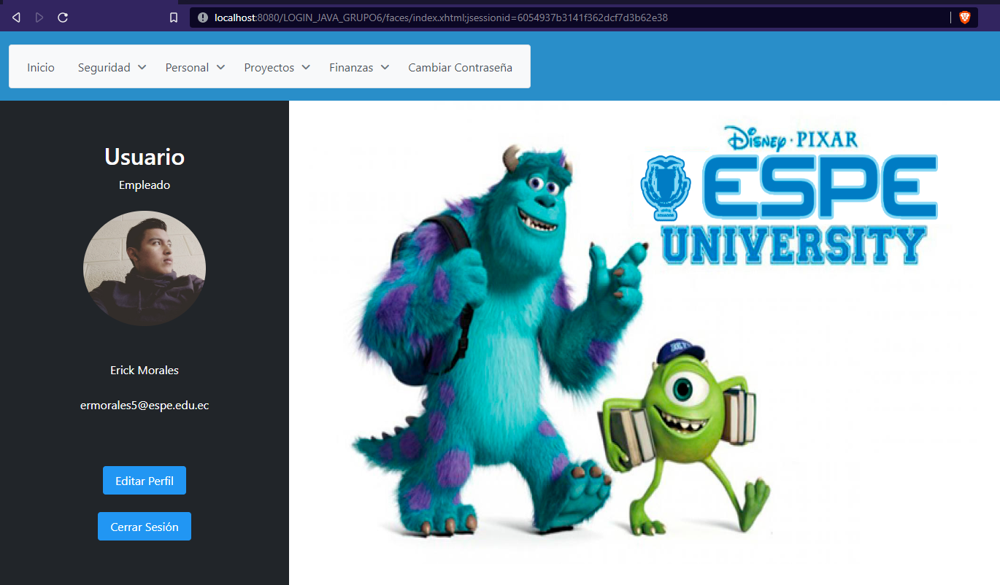 localhost:8080/LOGIN_JAVA_GRUPO6/faces/index.xhtml;jsessionid=6054937b3141f362dcf7d3b62e38
Inicio Seguridad Personal Proyectos Finanzas Cambiar Contraseña
Usuario
Empleado
Erick Morales
ermorales5@espe.edu.ec
Editar Perfil
Cerrar Sesión
Disney · PIXAR
ESPE
ECUADOR
UNIVERSITY